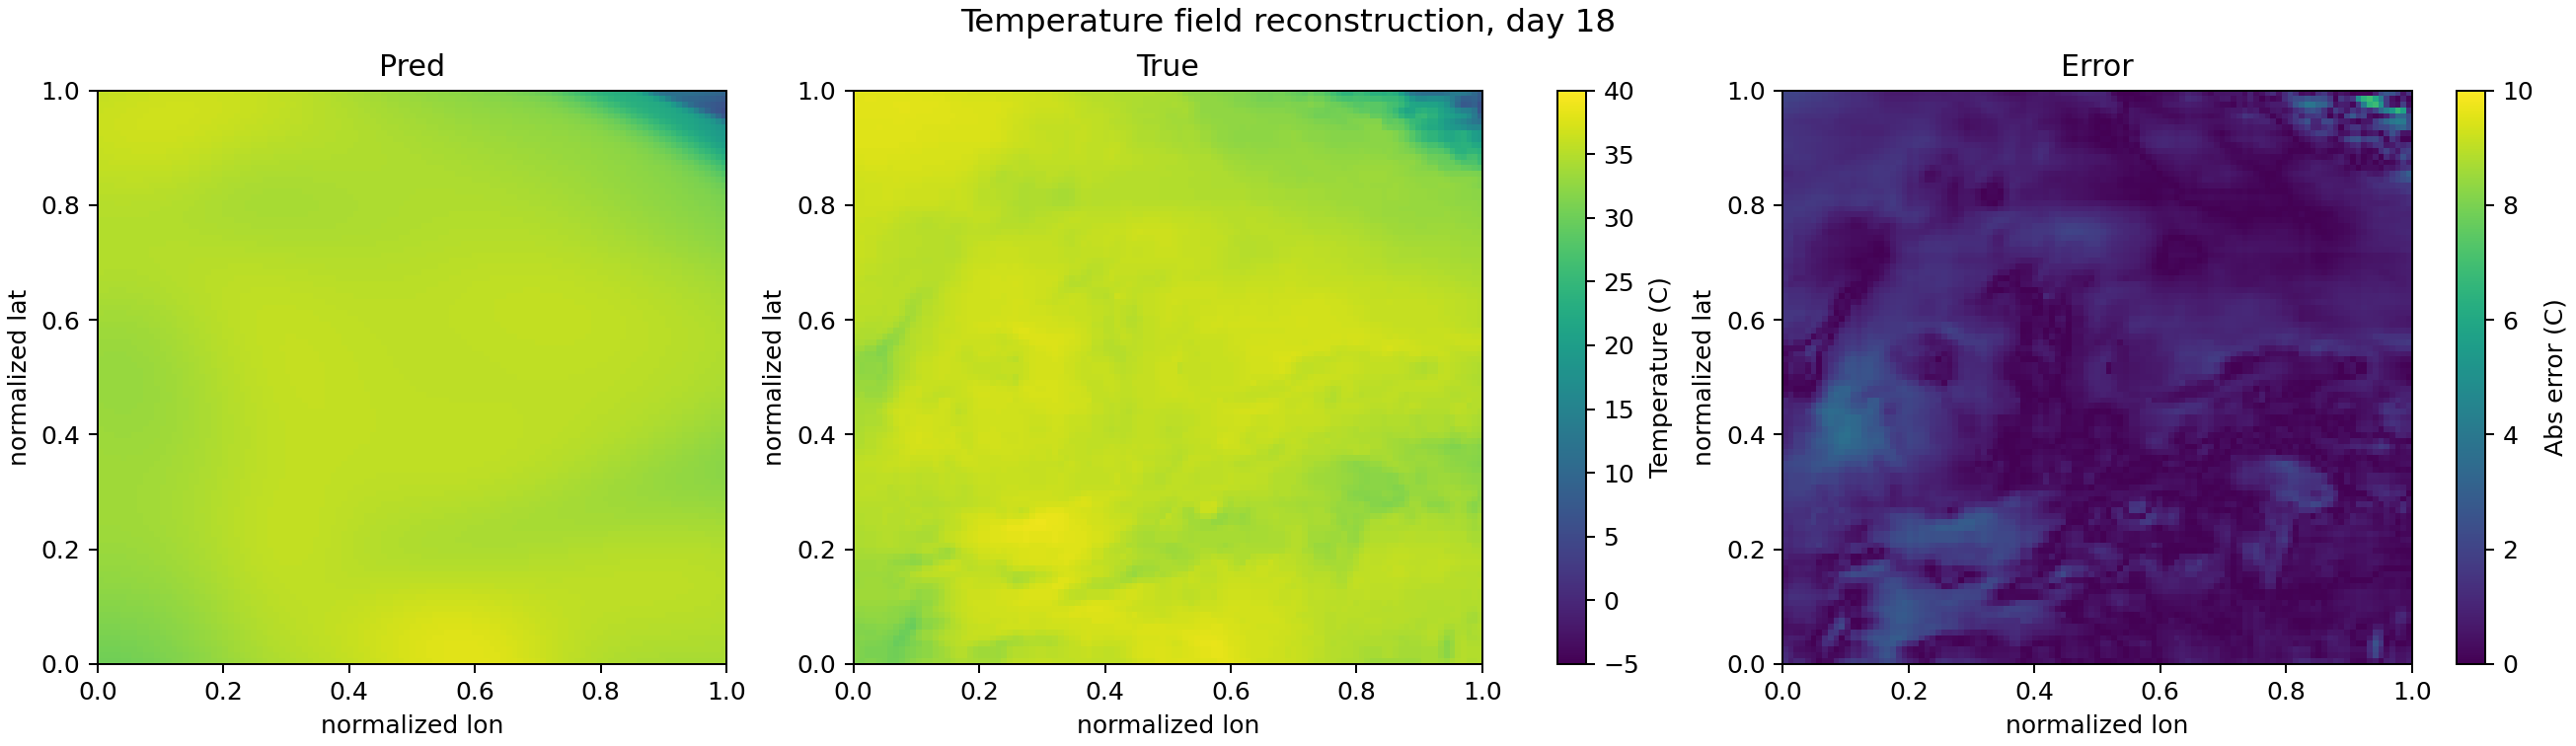 Temperature field reconstruction, day 18
Pred
1.0
0.8
0.6
0.4
0.2
0.0
0.0 0.2 0.4 0.6 0.8 1.0
normalized lat
normalized lon
True
1.0
0.8
0.6
0.4
0.2
0.0
0.0 0.2 0.4 0.6 0.8 1.0
normalized lat
normalized lon
40
35
30
25
20
15
10
5
0
−5
Temperature (C)
Error
1.0
0.8
0.6
0.4
0.2
0.0
0.0 0.2 0.4 0.6 0.8 1.0
normalized lat
normalized lon
10
8
6
4
2
0
Abs error (C)